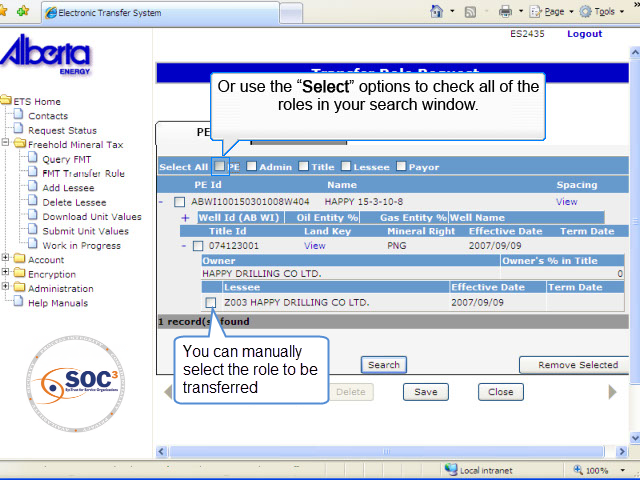 Electronic Transfer System
Page
Tools
ES2435
Logout
Alberta
ENERGY
Or use the “Select” options to check all of the
roles in your search window.
ETS Home
Contacts
Request Status
Freehold Mineral Tax
Query FMT
FMT Transfer Role
Add Lessee
Delete Lessee
Download Unit Values
Submit Unit Values
Work in Progress
Account
Encryption
Administration
Help Manuals
PE
Select All PE Admin Title Lessee Payor
PE Id Name Spacing
- ABWI100150301008W404 HAPPY 15-3-10-8 View
+ Well Id (AB WI) Oil Entity % Gas Entity % Well Name
Title Id Land Key Mineral Right Effective Date Term Date
- 074123001 View PNG 2007/09/09
Owner Owner's % in Title
HAPPY DRILLING CO LTD. 0
Lessee Effective Date Term Date
Z003 HAPPY DRILLING CO LTD. 2007/09/09
1 record(s) found
You can manually
select the role to be
transferred
Search
Remove Selected
Delete
Save
Close
SOC3
SysTrust for Service Organizations
Local intranet
100%